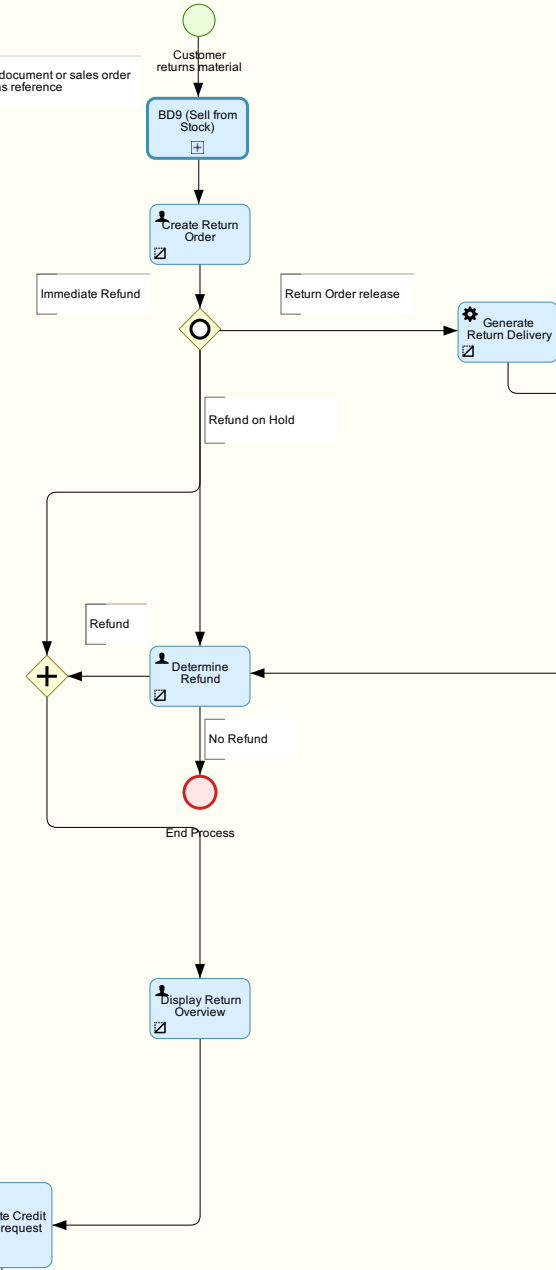 Customer
returns material
document or sales order
as reference
BD9 (Sell from
Stock)
Create Return
Order
Immediate Refund
Return Order release
Generate
Return Delivery
Refund on Hold
Refund
Determine
Refund
No Refund
End Process
Display Return
Overview
te Credit
request